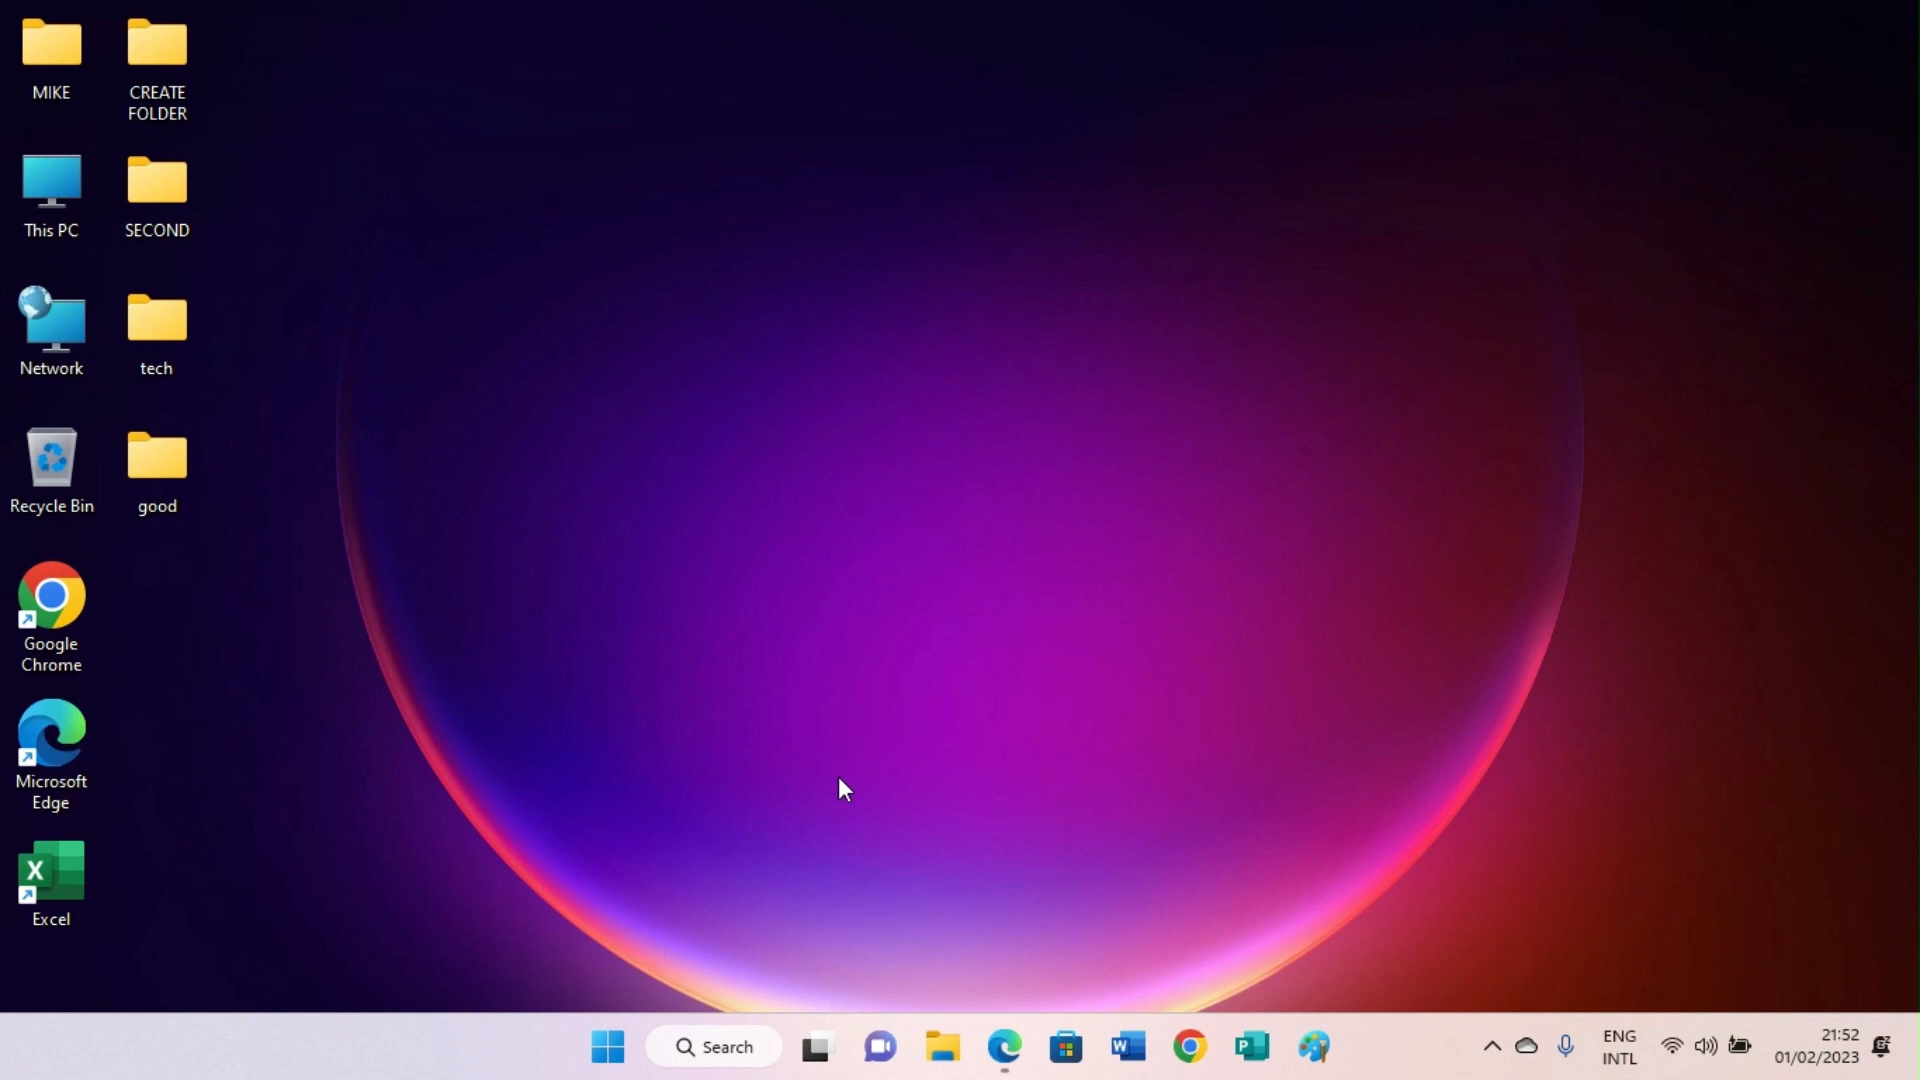 MIKE
CREATE
FOLDER
This PC
SECOND
Network
tech
Recycle Bin
good
Google
Chrome
Microsoft
Edge
Excel
Search
ENG
INTL
21:52
01/02/2023